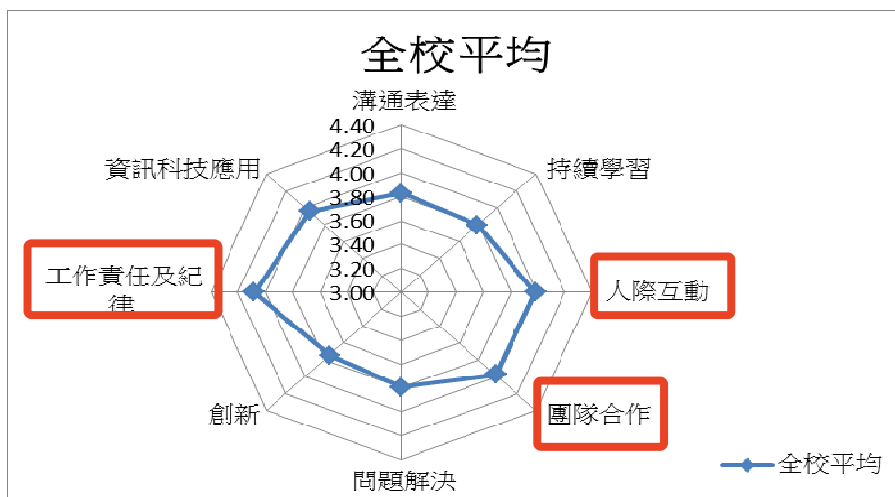 全校平均
溝通表達
4.40
4.20
4.00
3.80
3.60
3.40
3.20
3.00
資訊科技應用
持續學習
工作責任及紀
律
人際互動
創新
團隊合作
問題解決
全校平均